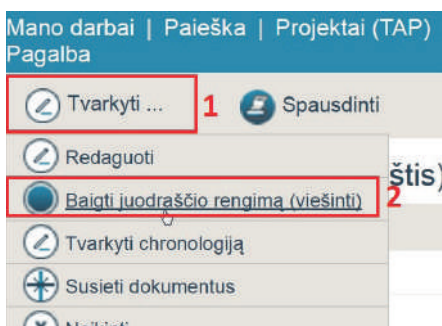 Mano darbai | Paieška | Projektai (TAP)
Pagalba
Tvarkyti ... 1 Spausdinti
Redaguoti
štis)
Baigti juodraščio rengimą (viešinti) 2
Tvarkyti chronologiją
Susieti dokumentus